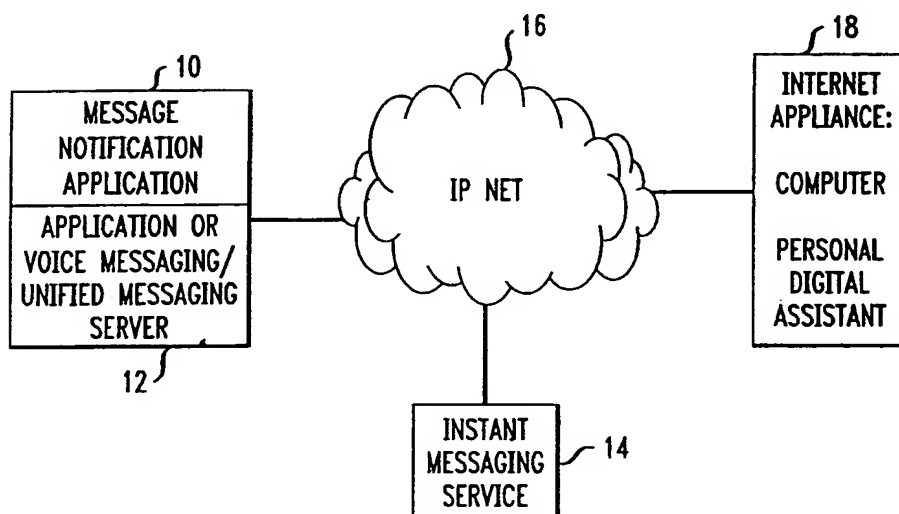 16
10
18
MESSAGE
NOTIFICATION
APPLICATION
APPLICATION OR
VOICE MESSAGING/
UNIFIED MESSAGING
SERVER
12
IP NET
INTERNET
APPLIANCE:
COMPUTER
PERSONAL
DIGITAL
ASSISTANT
INSTANT
MESSAGING
SERVICE
14